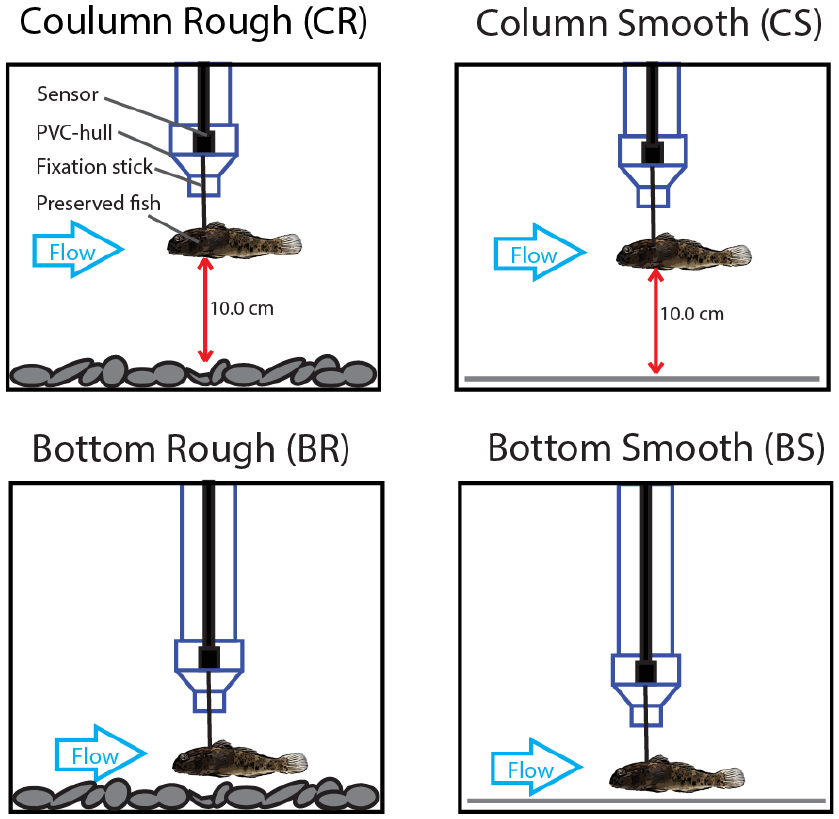 Coulumn Rough (CR)
Column Smooth (CS)
Sensor
PVC-hull
Fixation stick
Preserved fish
Flow
10.0 cm
Flow
10.0 cm
Bottom Rough (BR)
Bottom Smooth (BS)
Flow
Flow